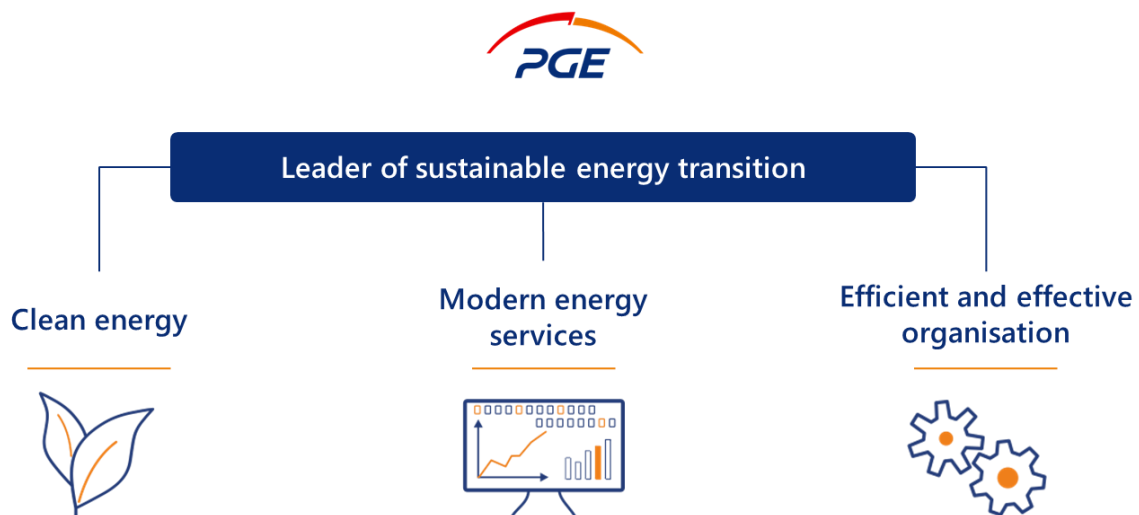 PGE
Leader of sustainable energy transition
Clean energy
Modern energy
services
Efficient and effective
organisation